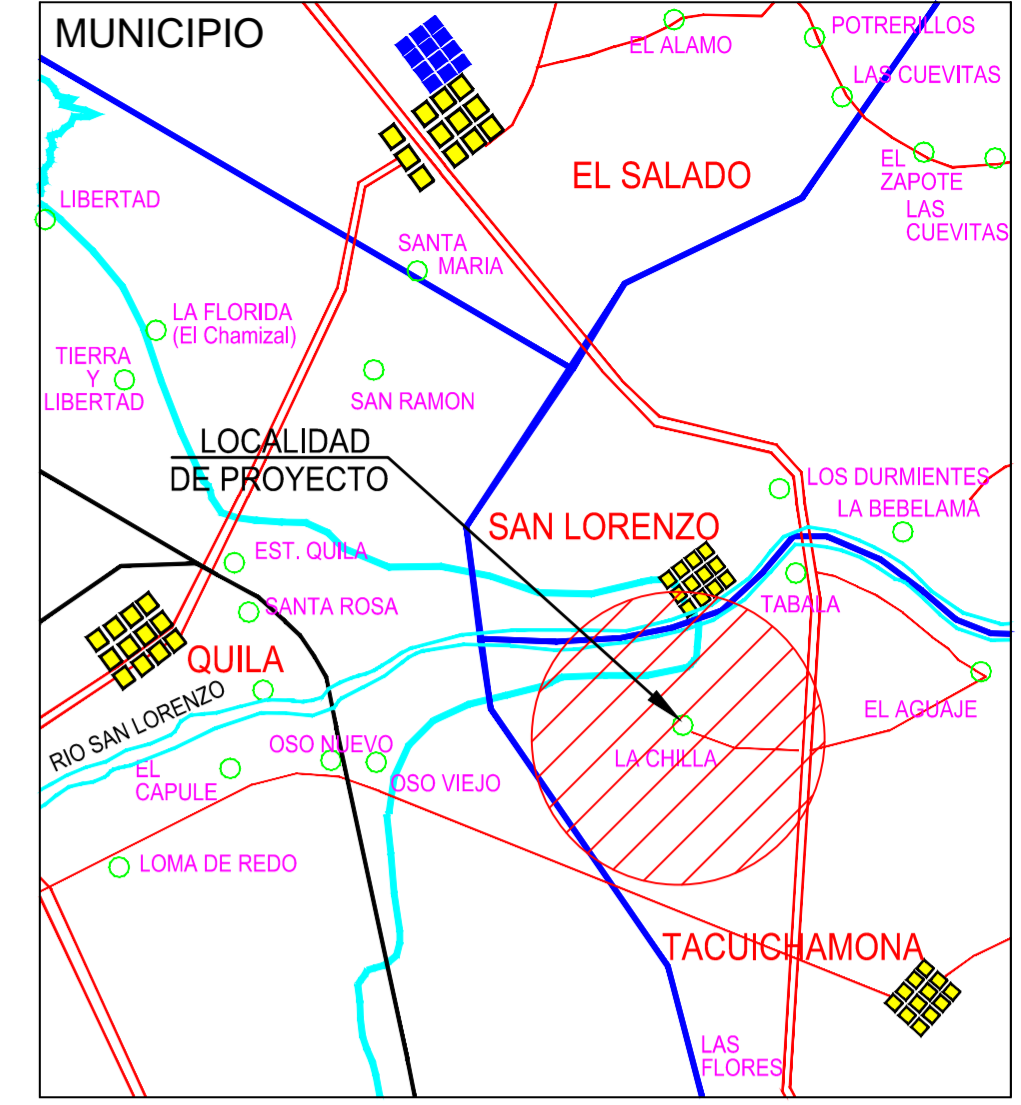 MUNICIPIO
EL ALAMO
POTRERILLOS
LAS CUEVITAS
EL SALADO
EL
ZAPOTE
LAS
CUEVITAS
LIBERTAD
SANTA
MARIA
LA FLORIDA
(El Chamizal)
TIERRA
Y
LIBERTAD
SAN RAMON
LOCALIDAD
DE PROYECTO
LOS DURMIENTES
LA BEBELAMA
SAN LORENZO
EST. QUILA
SANTA ROSA
TABALA
QUILA
RIO SAN LORENZO
EL AGUAJE
OSO NUEVO
LA CHILLA
EL
CAPULE
OSO VIEJO
LOMA DE REDO
TACUICHAMONA
LAS
FLORES